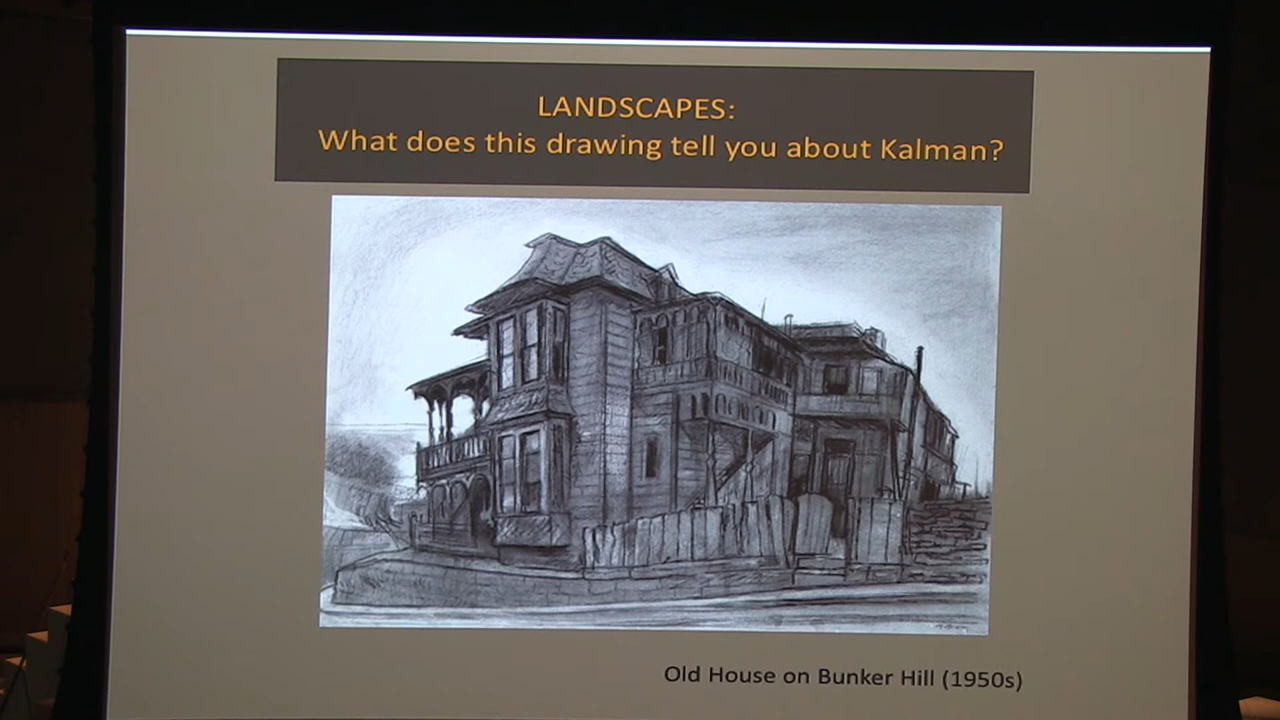 LANDSCAPES:
What does this drawing tell you about Kalman?
Old House on Bunker Hill (1950s)